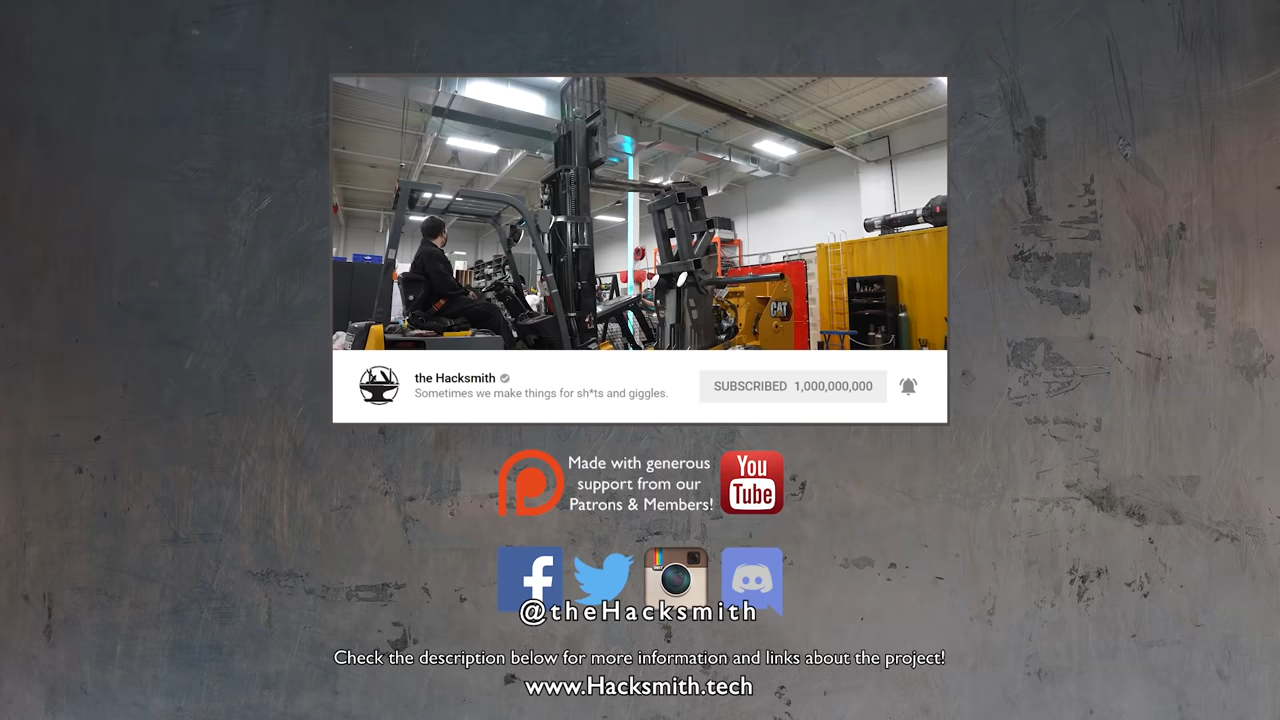 CAT
the Hacksmith
Sometimes we make things for sh*ts and giggles.
SUBSCRIBED 1,000,000,000
Made with generous
support from our
Patrons & Members!
You
Tube
@theHacksmith
Check the description below for more information and links about the project!
www.Hacksmith.tech